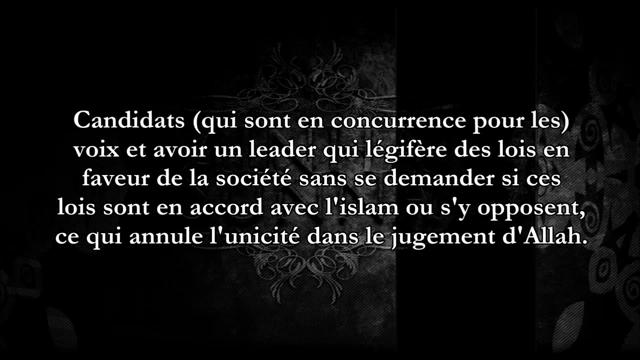 Candidats (qui sont en concurrence pour les)
voix et avoir un leader qui légifère des lois en
faveur de la société sans se demander si ces
lois sont en accord avec l'islam ou s'y opposent,
ce qui annule l'unicité dans le jugement d'Allah.